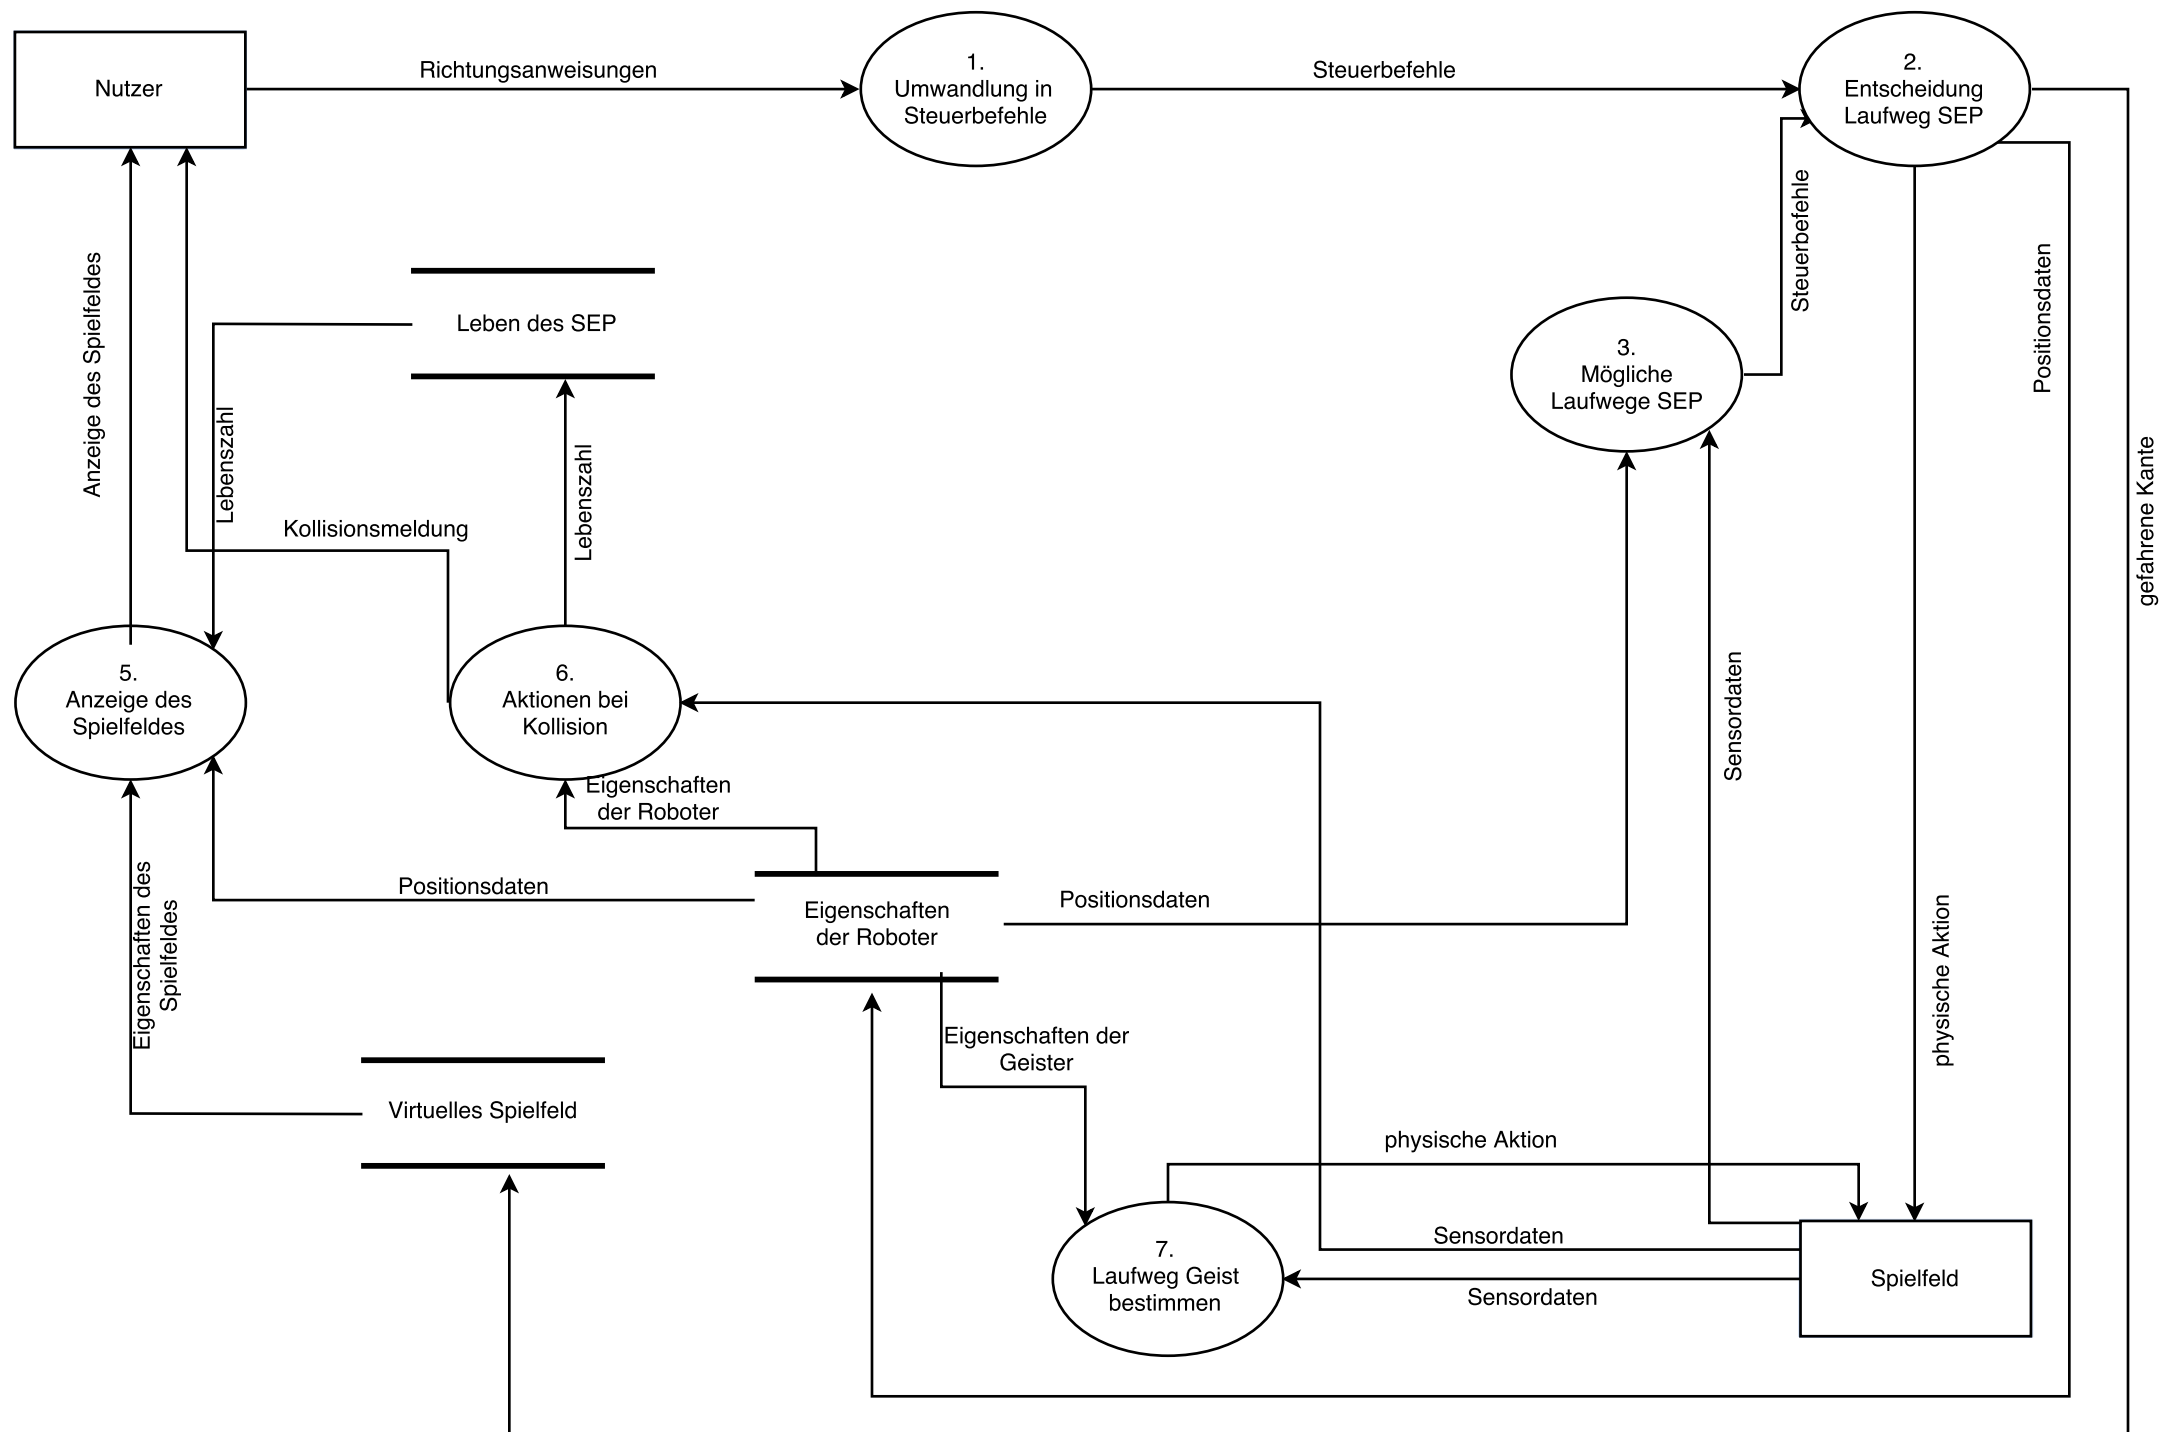 Nutzer
Richtungsanweisungen
1.
Umwandlung in
Steuerbefehle
Steuerbefehle
2.
Entscheidung
Laufweg SEP
Anzeige des Spielfeldes
Lebenszahl
Leben des SEP
Lebenszahl
Kollisionsmeldung
3.
Mögliche
Laufwege SEP
Steuerbefehle
Positionsdaten
gefahrene Kante
5.
Anzeige des
Spielfeldes
6.
Aktionen bei
Kollision
Sensordaten
Eigenschaften
der Roboter
Eigenschaften des
Spielfeldes
Positionsdaten
Eigenschaften
der Roboter
Positionsdaten
physische Aktion
Eigenschaften der
Geister
Virtuelles Spielfeld
physische Aktion
7.
Laufweg Geist
bestimmen
Sensordaten
Sensordaten
Spielfeld